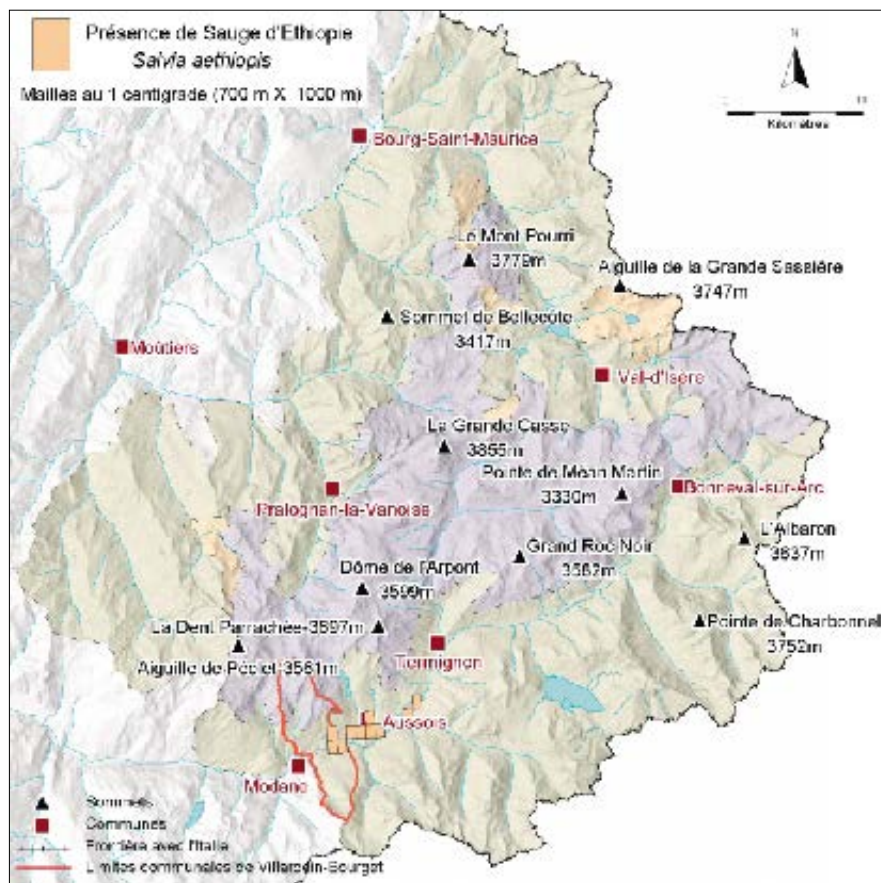 Présence de Sauge d'Ethiopie
Salvia aethiopis
Mailles au 1 centigrade (700 m X 1000 m)
N
Kilomètres
Bourg-Saint-Maurice
Le Mont Pourri
3779m
Aiguille de la Grande Sassière
3747m
Sommet de Bellecôte
3417m
Moûtiers
Val-d'Isère
La Grande Casse
3855m
Pointe de Méan Martin
3330m
Bonneval-sur-Arc
Pralognan-la-Vanoise
L'Albaron
3637m
Grand Roc Noir
3582m
Dôme de l'Arpont
3599m
La Dent Parrachée-3697m
Pointe de Charbonnel
3752m
Termignon
Aiguille de Péclet-3561m
Aussois
Modane
Sommets
Communes
Frontière avec l'Italie
Limites communales de Villarodin-Bourget